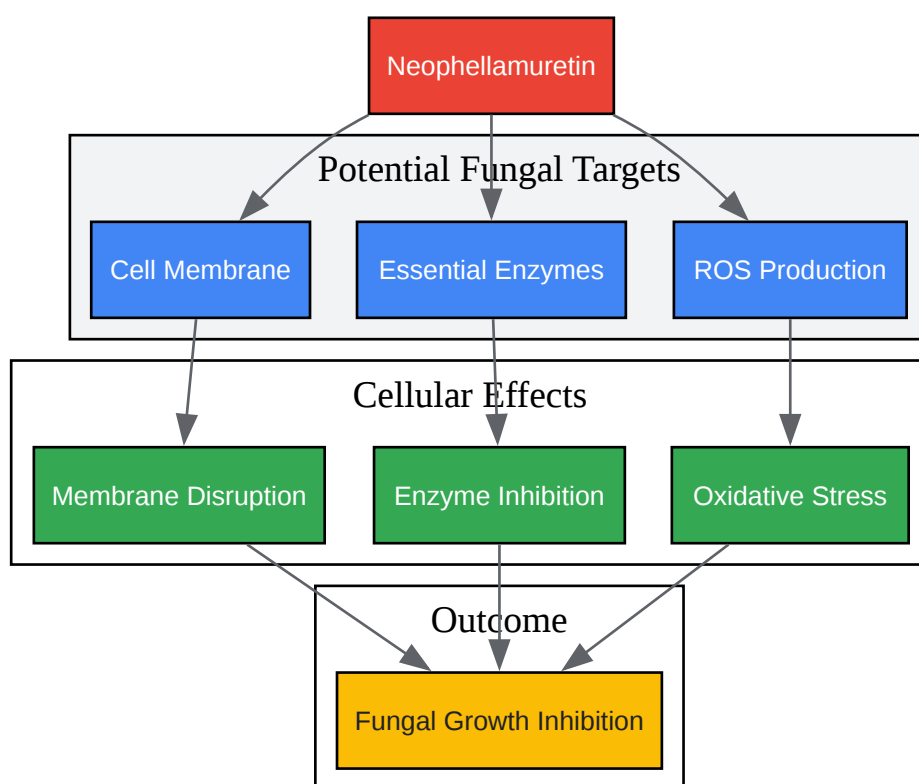 Neophellamuretin
Potential Fungal Targets
Cell Membrane
Essential Enzymes
ROS Production
Cellular Effects
Membrane Disruption
Enzyme Inhibition
Oxidative Stress
Outcome
Fungal Growth Inhibition